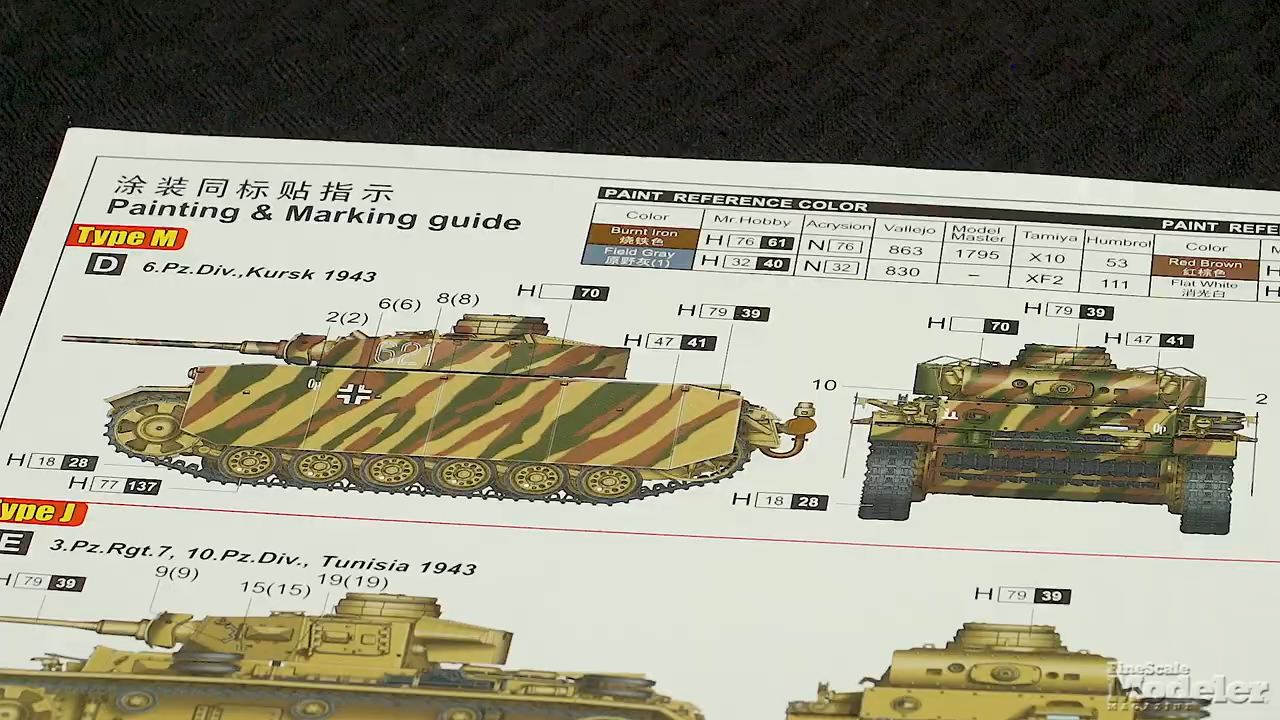 涂装同标贴指示
Painting & Marking guide
Type M
D 6.Pz.Div.,Kursk 1943
PAINT REFERENCE COLOR
Color Mr.Hobby Acrysion Vallejo Model Master Tamiya Humbrol
Burnt Iron 烧铁色 H 76 61 N 76 863 1795 X10 53
Field Gray 原野灰(1) H 32 40 N 32 830 – XF2 111
PAINT REFE
Color
Red Brown 红棕色 H
Flat White 消光白 H
2(2) 6(6) 8(8) H 70
H 79 39
H 47 41
H 70
H 79 39
H 47 41
10
2
62
H 18 28
H 77 137
H 18 28
Type J
E 3.Pz.Rgt.7, 10.Pz.Div., Tunisia 1943
H 79 39
9(9)
15(15)
19(19)
H 79 39
FineScale
Modeler
MAGAZINE